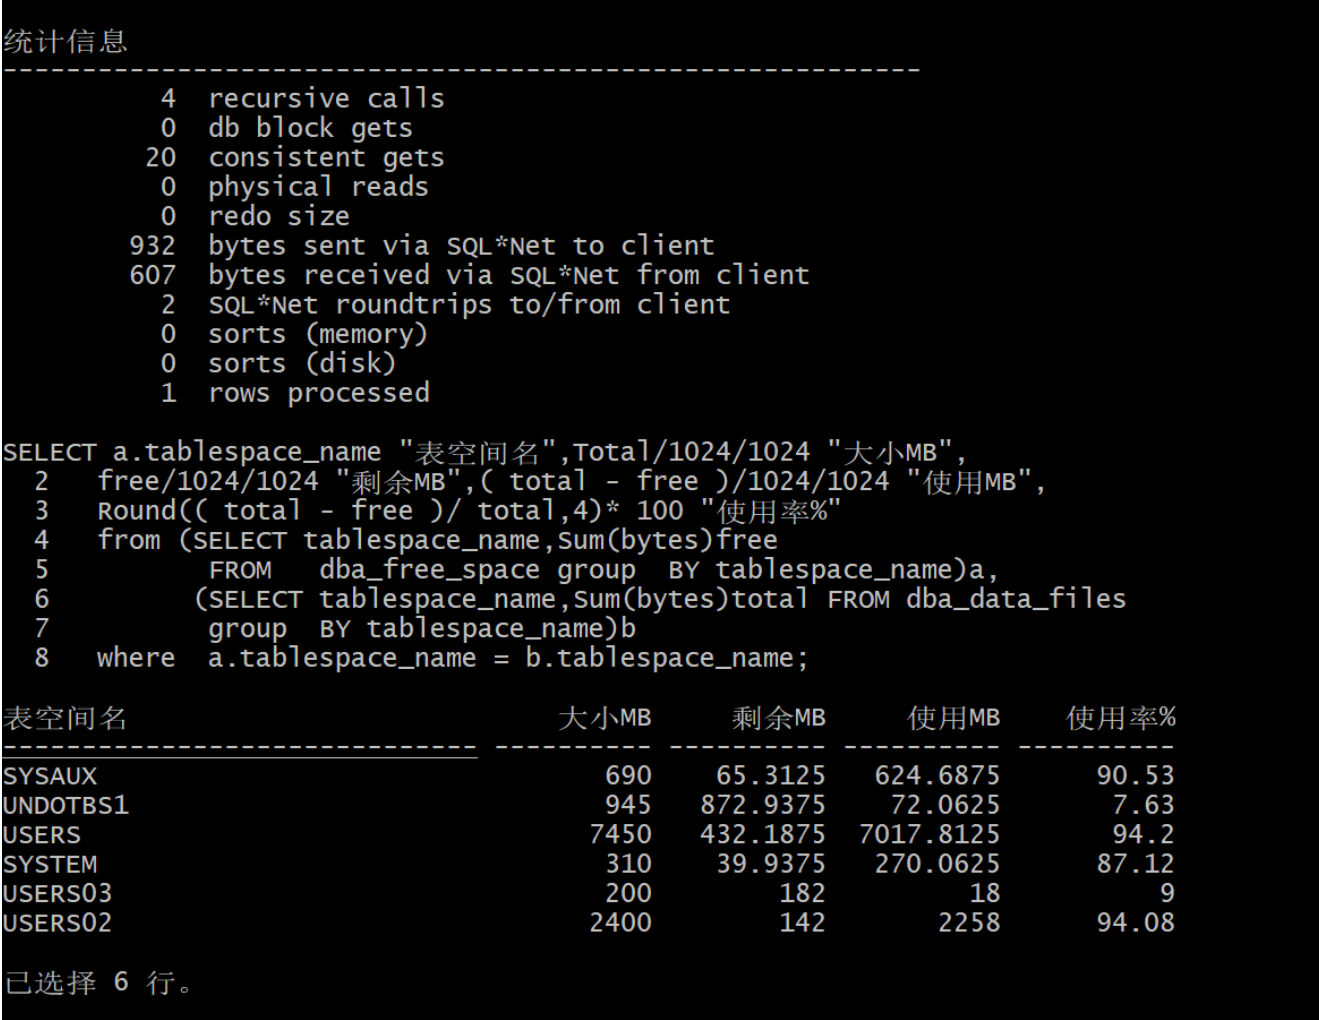 统计信息
----------------------------------------------------------
4 recursive calls
0 db block gets
20 consistent gets
0 physical reads
0 redo size
932 bytes sent via SQL*Net to client
607 bytes received via SQL*Net from client
2 SQL*Net roundtrips to/from client
0 sorts (memory)
0 sorts (disk)
1 rows processed
SELECT a.tablespace_name "表空间名",Total/1024/1024 "大小MB",
2 free/1024/1024 "剩余MB",( total - free )/1024/1024 "使用MB",
3 Round(( total - free )/ total,4)* 100 "使用率%"
4 from (SELECT tablespace_name,Sum(bytes)free
5 FROM dba_free_space group BY tablespace_name)a,
6 (SELECT tablespace_name,Sum(bytes)total FROM dba_data_files
7 group BY tablespace_name)b
8 where a.tablespace_name = b.tablespace_name;
表空间名 大小MB 剩余MB 使用MB 使用率%
------------------------------ ---------- ---------- ---------- ----------
SYSAUX 690 65.3125 624.6875 90.53
UNDOTBS1 945 872.9375 72.0625 7.63
USERS 7450 432.1875 7017.8125 94.2
SYSTEM 310 39.9375 270.0625 87.12
USERS03 200 182 18 9
USERS02 2400 142 2258 94.08
已选择 6 行。